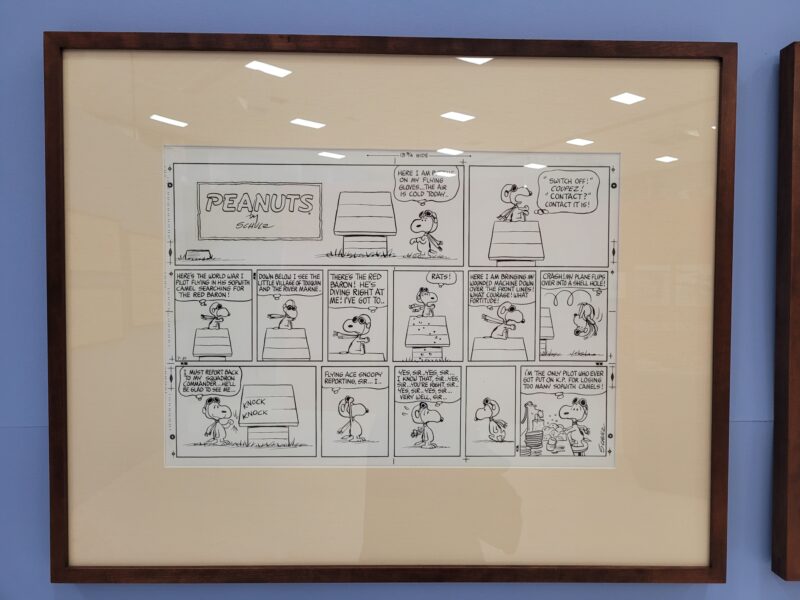 13 3/4 WIDE
PEANUTS
by
SCHULZ
HERE I AM
ON MY FLYING
GLOVES... THE AIR
IS COLD TODAY..
"SWITCH OFF!"
COUPEZ!
"CONTACT?"
CONTACT IT IS!
HERE'S THE WORLD WAR I
PILOT FLYING IN HIS SOPWITH
CAMEL SEARCHING FOR
THE RED BARON!
DOWN BELOW I SEE THE
LITTLE VILLAGE OF
AND THE RIVER MARNE..
THERE'S THE RED
BARON! HE'S
DIVING RIGHT AT
ME! I'VE GOT TO..
RATS!
HERE I AM BRINGING MY
WOUNDED MACHINE DOWN
OVER THE FRONT LINES!
WHAT COURAGE! WHAT
FORTITUDE!
CRASH! MY PLANE FLIPS
OVER INTO A SHELL HOLE!
I MUST REPORT BACK
TO MY SQUADRON
COMMANDER...HE'LL
BE GLAD TO SEE ME...
KNOCK
KNOCK
FLYING ACE SNOOPY
REPORTING, SIR... I..
YES, SIR..YES, SIR...
I KNOW THAT, SIR..YES,
SIR...YOU'RE RIGHT, SIR..
YES, SIR..YES, SIR...
VERY WELL, SIR...
I'M THE ONLY PILOT WHO EVER
GOT PUT ON K.P. FOR LOSING
TOO MANY SOPWITH CAMELS!
SCHULZ